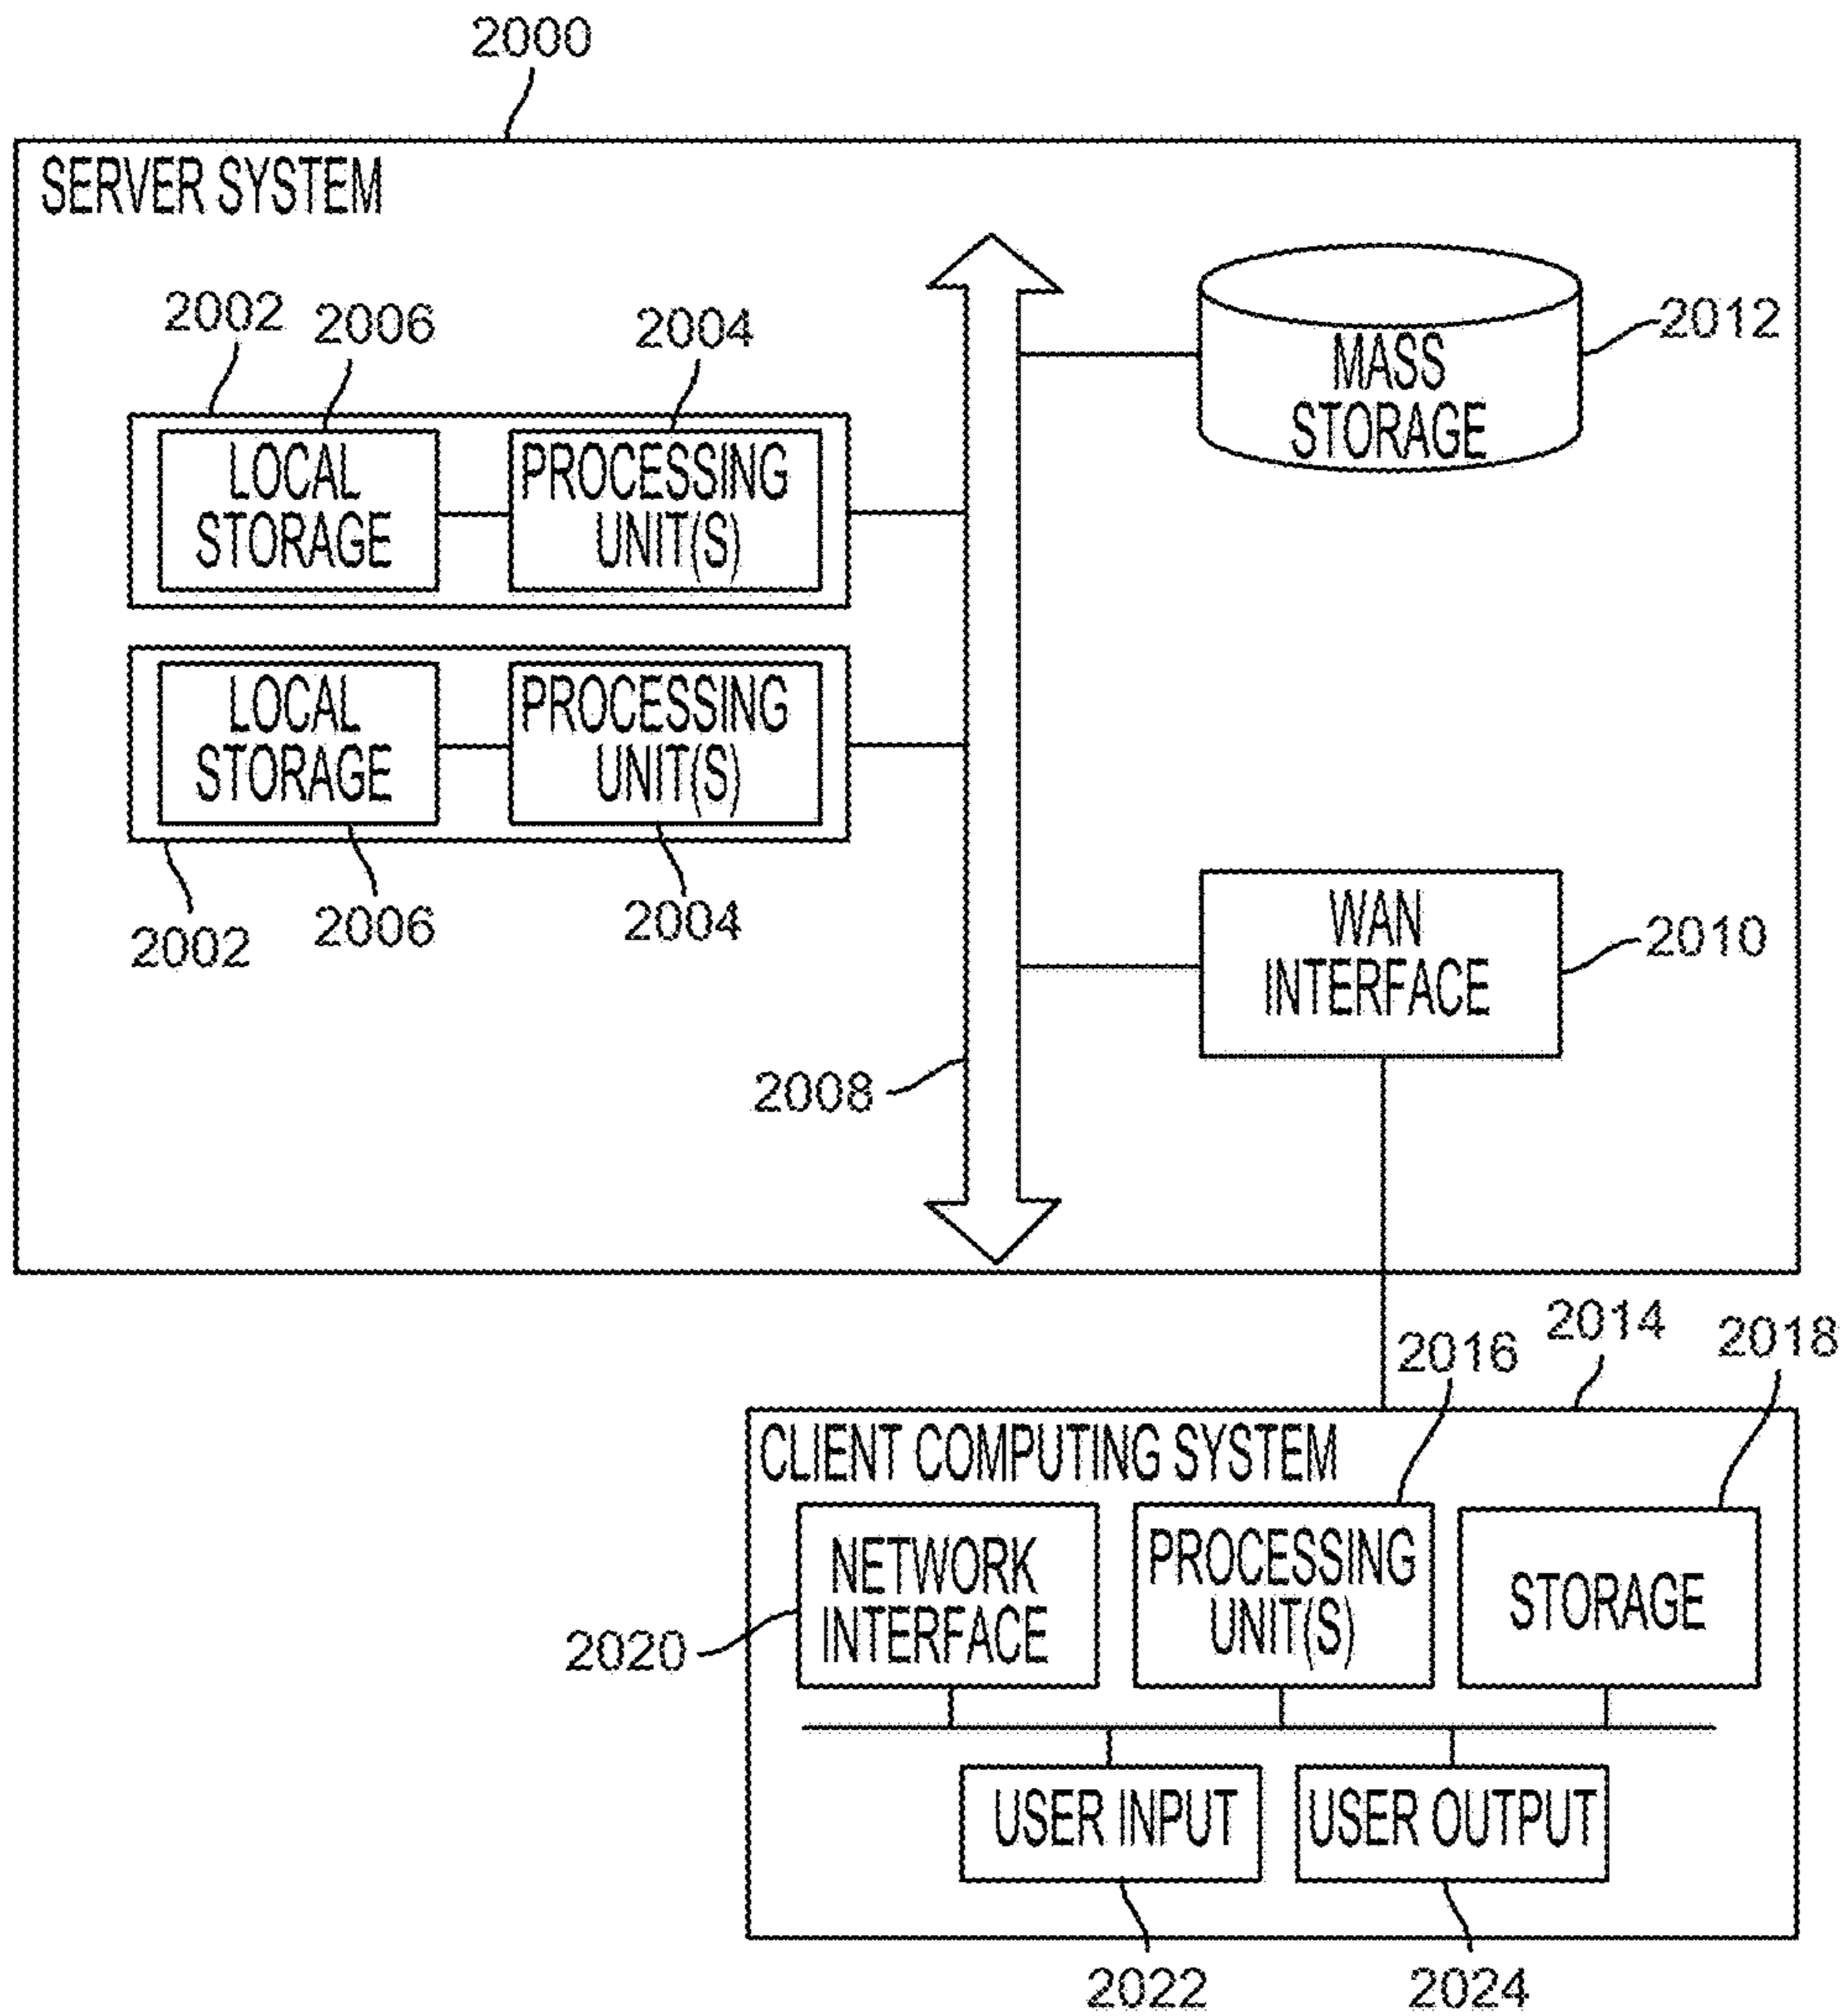 2000
SERVER SYSTEM
2002
2006
2004
2012
MASS
STORAGE
LOCAL
STORAGE
PROCESSING
UNIT(S)
LOCAL
STORAGE
PROCESSING
UNIT(S)
2002
2006
2004
WAN
INTERFACE
2010
2008
2016
2014
2018
CLIENT COMPUTING SYSTEM
NETWORK
INTERFACE
PROCESSING
UNIT(S)
STORAGE
2020
USER INPUT
USER OUTPUT
2022
2024